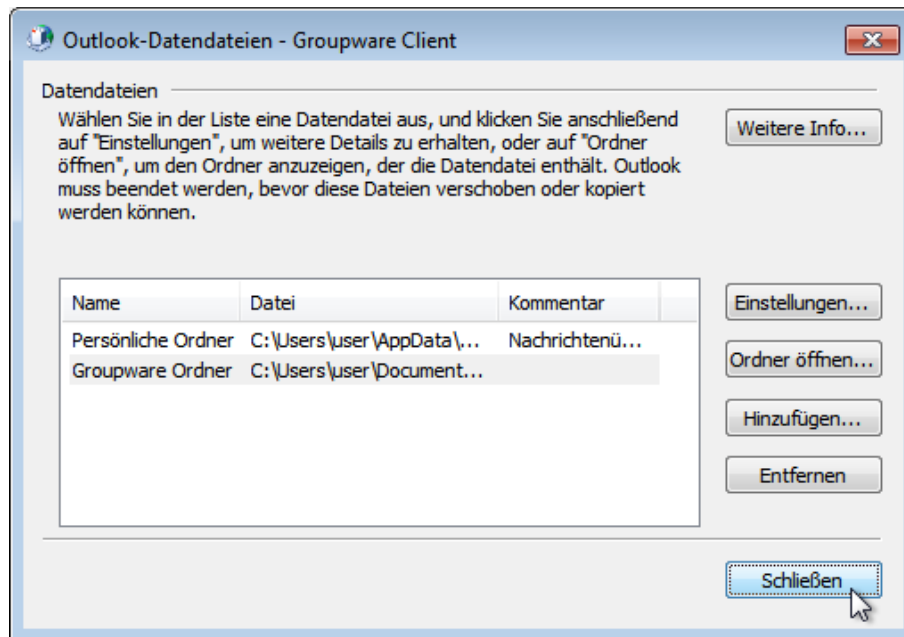 Outlook-Datendateien - Groupware Client
Datendateien
Wählen Sie in der Liste eine Datendatei aus, und klicken Sie anschließend
auf "Einstellungen", um weitere Details zu erhalten, oder auf "Ordner
öffnen", um den Ordner anzuzeigen, der die Datendatei enthält. Outlook
muss beendet werden, bevor diese Dateien verschoben oder kopiert
werden können.
Weitere Info...
Name Datei Kommentar
Persönliche Ordner C:\Users\user\AppData\... Nachrichtenü...
Groupware Ordner C:\Users\user\Document...
Einstellungen...
Ordner öffnen...
Hinzufügen...
Entfernen
Schließen